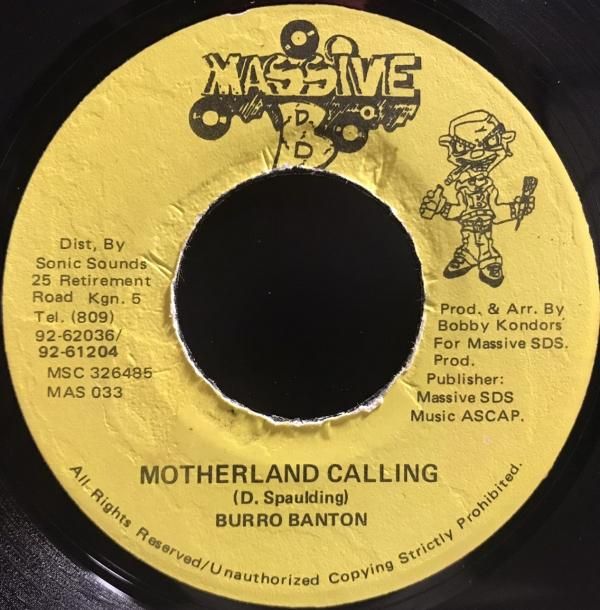 MASSIVE
D.
D
B
Dist, By
Sonic Sounds
25 Retirement
Road Kgn. 5
Tel. (809)
92-62036/
92-61204
MSC 326485
MAS 033
Prod. & Arr. By
Bobby Kondors'
For Massive SDS.
Prod.
Publisher:
Massive SDS
Music ASCAP.
MOTHERLAND CALLING
(D. Spaulding)
BURRO BANTON
All Rights Reserved/Unauthorized Copying Strictly Prohibited.